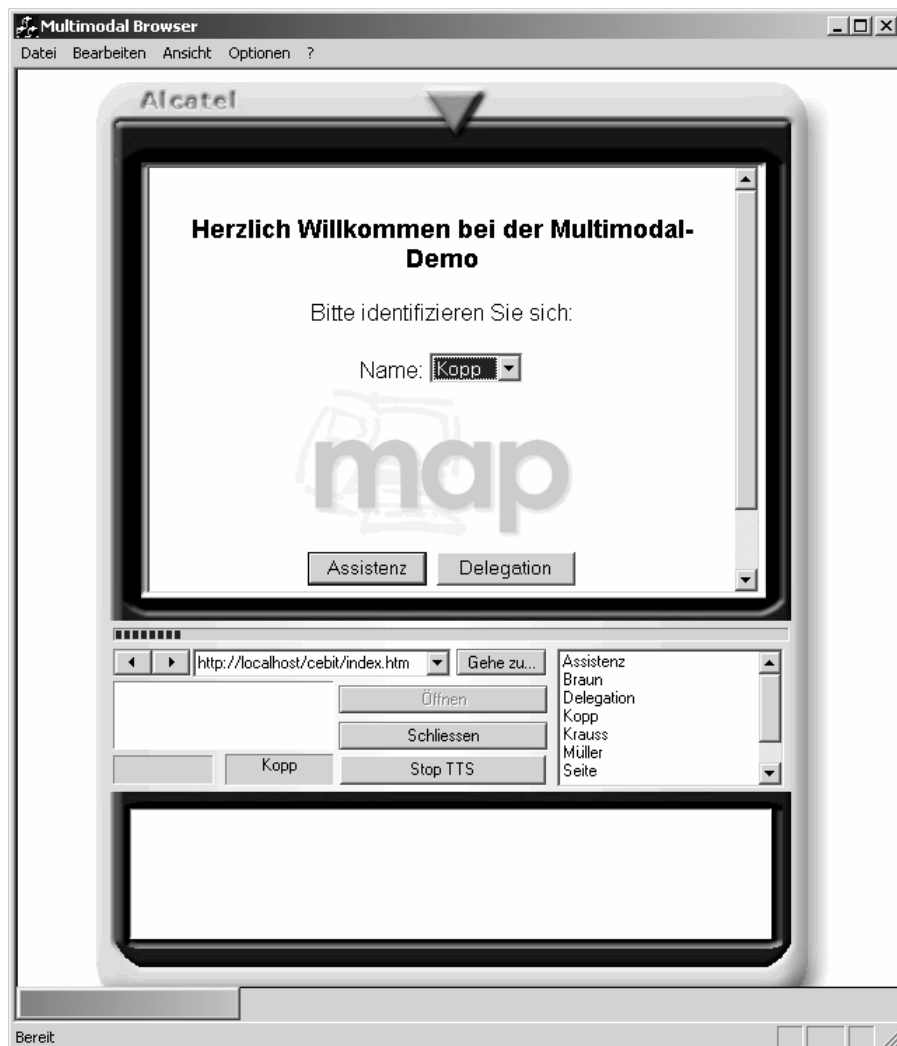 Multimodal Browser
Datei Bearbeiten Ansicht Optionen ?
Alcatel
Herzlich Willkommen bei der Multimodal-
Demo
Bitte identifizieren Sie sich:
Name: Kopp
map
Assistenz Delegation
http://localhost/cebit/index.htm Gehe zu...
Öffnen
Schliessen
Kopp Stop TTS
Assistenz
Braun
Delegation
Kopp
Krauss
Müller
Seite
Bereit